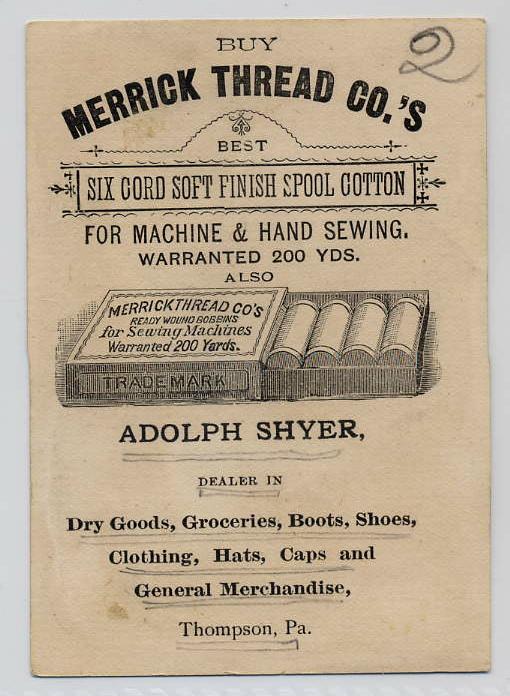 BUY
2
MERRICK THREAD CO.'S
BEST
SIX CORD SOFT FINISH SPOOL COTTON
FOR MACHINE & HAND SEWING.
WARRANTED 200 YDS.
ALSO
MERRICK THREAD CO'S
READY WOUND BOBBINS
for Sewing Machines
Warranted 200 Yards.
TRADE MARK
ADOLPH SHYER,
DEALER IN
Dry Goods, Groceries, Boots, Shoes,
Clothing, Hats, Caps and
General Merchandise,
Thompson, Pa.